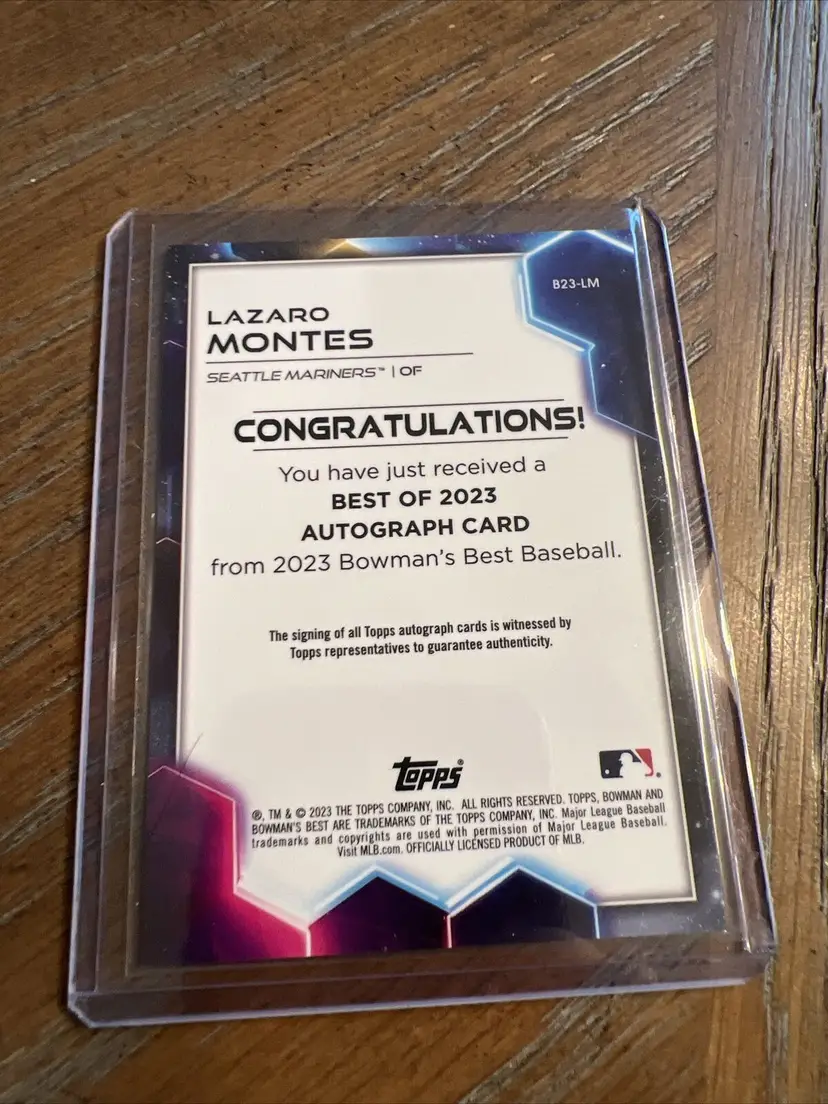 B23-LM
LAZARO
MONTES
SEATTLE MARINERS™ | OF
CONGRATULATIONS!
You have just received a
BEST OF 2023
AUTOGRAPH CARD
from 2023 Bowman's Best Baseball.
The signing of all Topps autograph cards is witnessed by
Topps representatives to guarantee authenticity.
topps®
®, TM & © 2023 THE TOPPS COMPANY, INC. ALL RIGHTS RESERVED. TOPPS, BOWMAN AND
BOWMAN'S BEST ARE TRADEMARKS OF THE TOPPS COMPANY, INC. Major League Baseball
trademarks and copyrights are used with permission of Major League Baseball.
Visit MLB.com. OFFICIALLY LICENSED PRODUCT OF MLB.